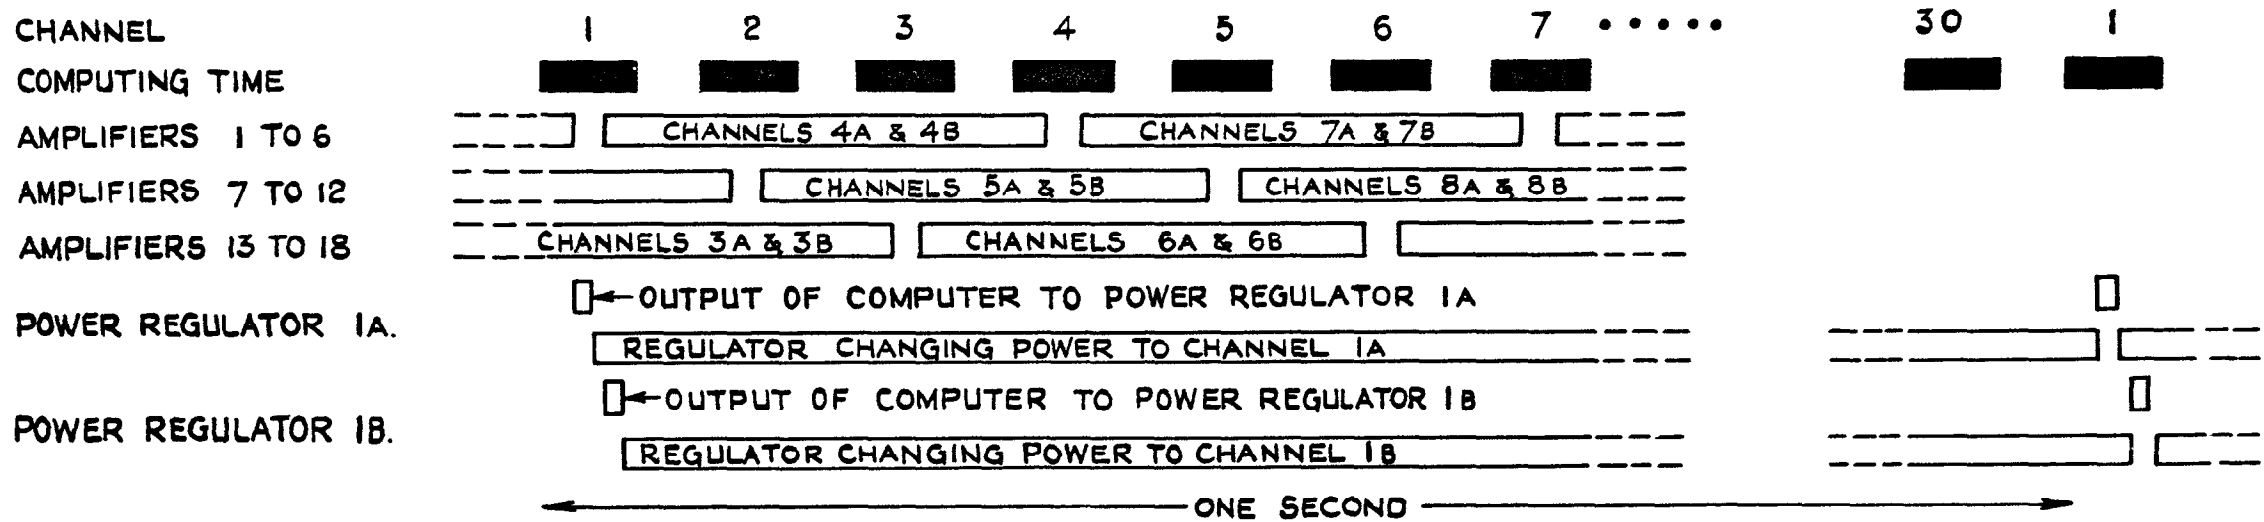 CHANNEL 1 2 3 4 5 6 7 ..... 30 1
COMPUTING TIME
AMPLIFIERS 1 TO 6 CHANNELS 4A & 4B CHANNELS 7A & 7B
AMPLIFIERS 7 TO 12 CHANNELS 5A & 5B CHANNELS 8A & 8B
AMPLIFIERS 13 TO 18 CHANNELS 3A & 3B CHANNELS 6A & 6B
OUTPUT OF COMPUTER TO POWER REGULATOR 1A
POWER REGULATOR 1A.
REGULATOR CHANGING POWER TO CHANNEL 1A
OUTPUT OF COMPUTER TO POWER REGULATOR 1B
POWER REGULATOR 1B.
REGULATOR CHANGING POWER TO CHANNEL 1B
ONE SECOND